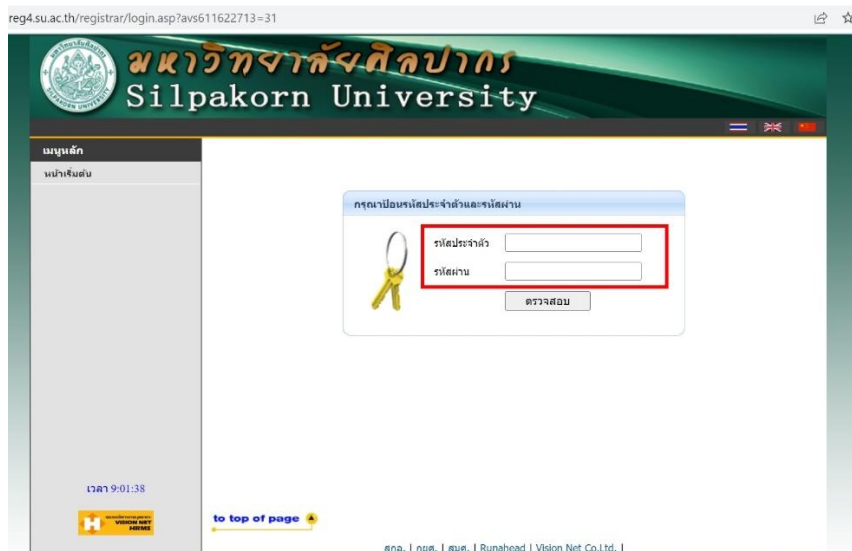 reg4.su.ac.th/registrar/login.asp?avs611622713=31
มหาวิทยาลัยศิลปากร
Silpakorn University
เมนูหลัก
หน้าเริ่มต้น
กรุณาป้อนรหัสประจำตัวและรหัสผ่าน
รหัสประจำตัว
รหัสผ่าน
ตรวจสอบ
เวลา 9:01:38
VISION NET
HRMS
to top of page
สกอ. | กยศ. | สมศ. | Runahead | Vision Net Co.Ltd. |